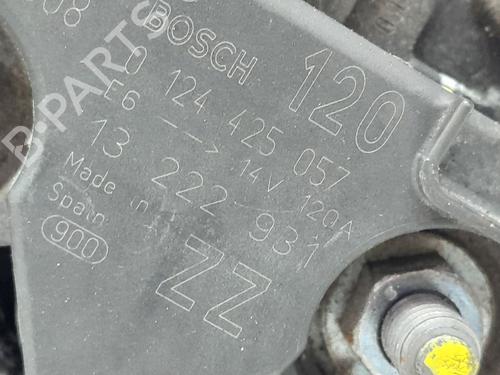 08
BOSCH
120
0 124 425 057
E6 ---> 14V 120A
13 222 931
Made in
Spain
900
ZZ
B-PARTS